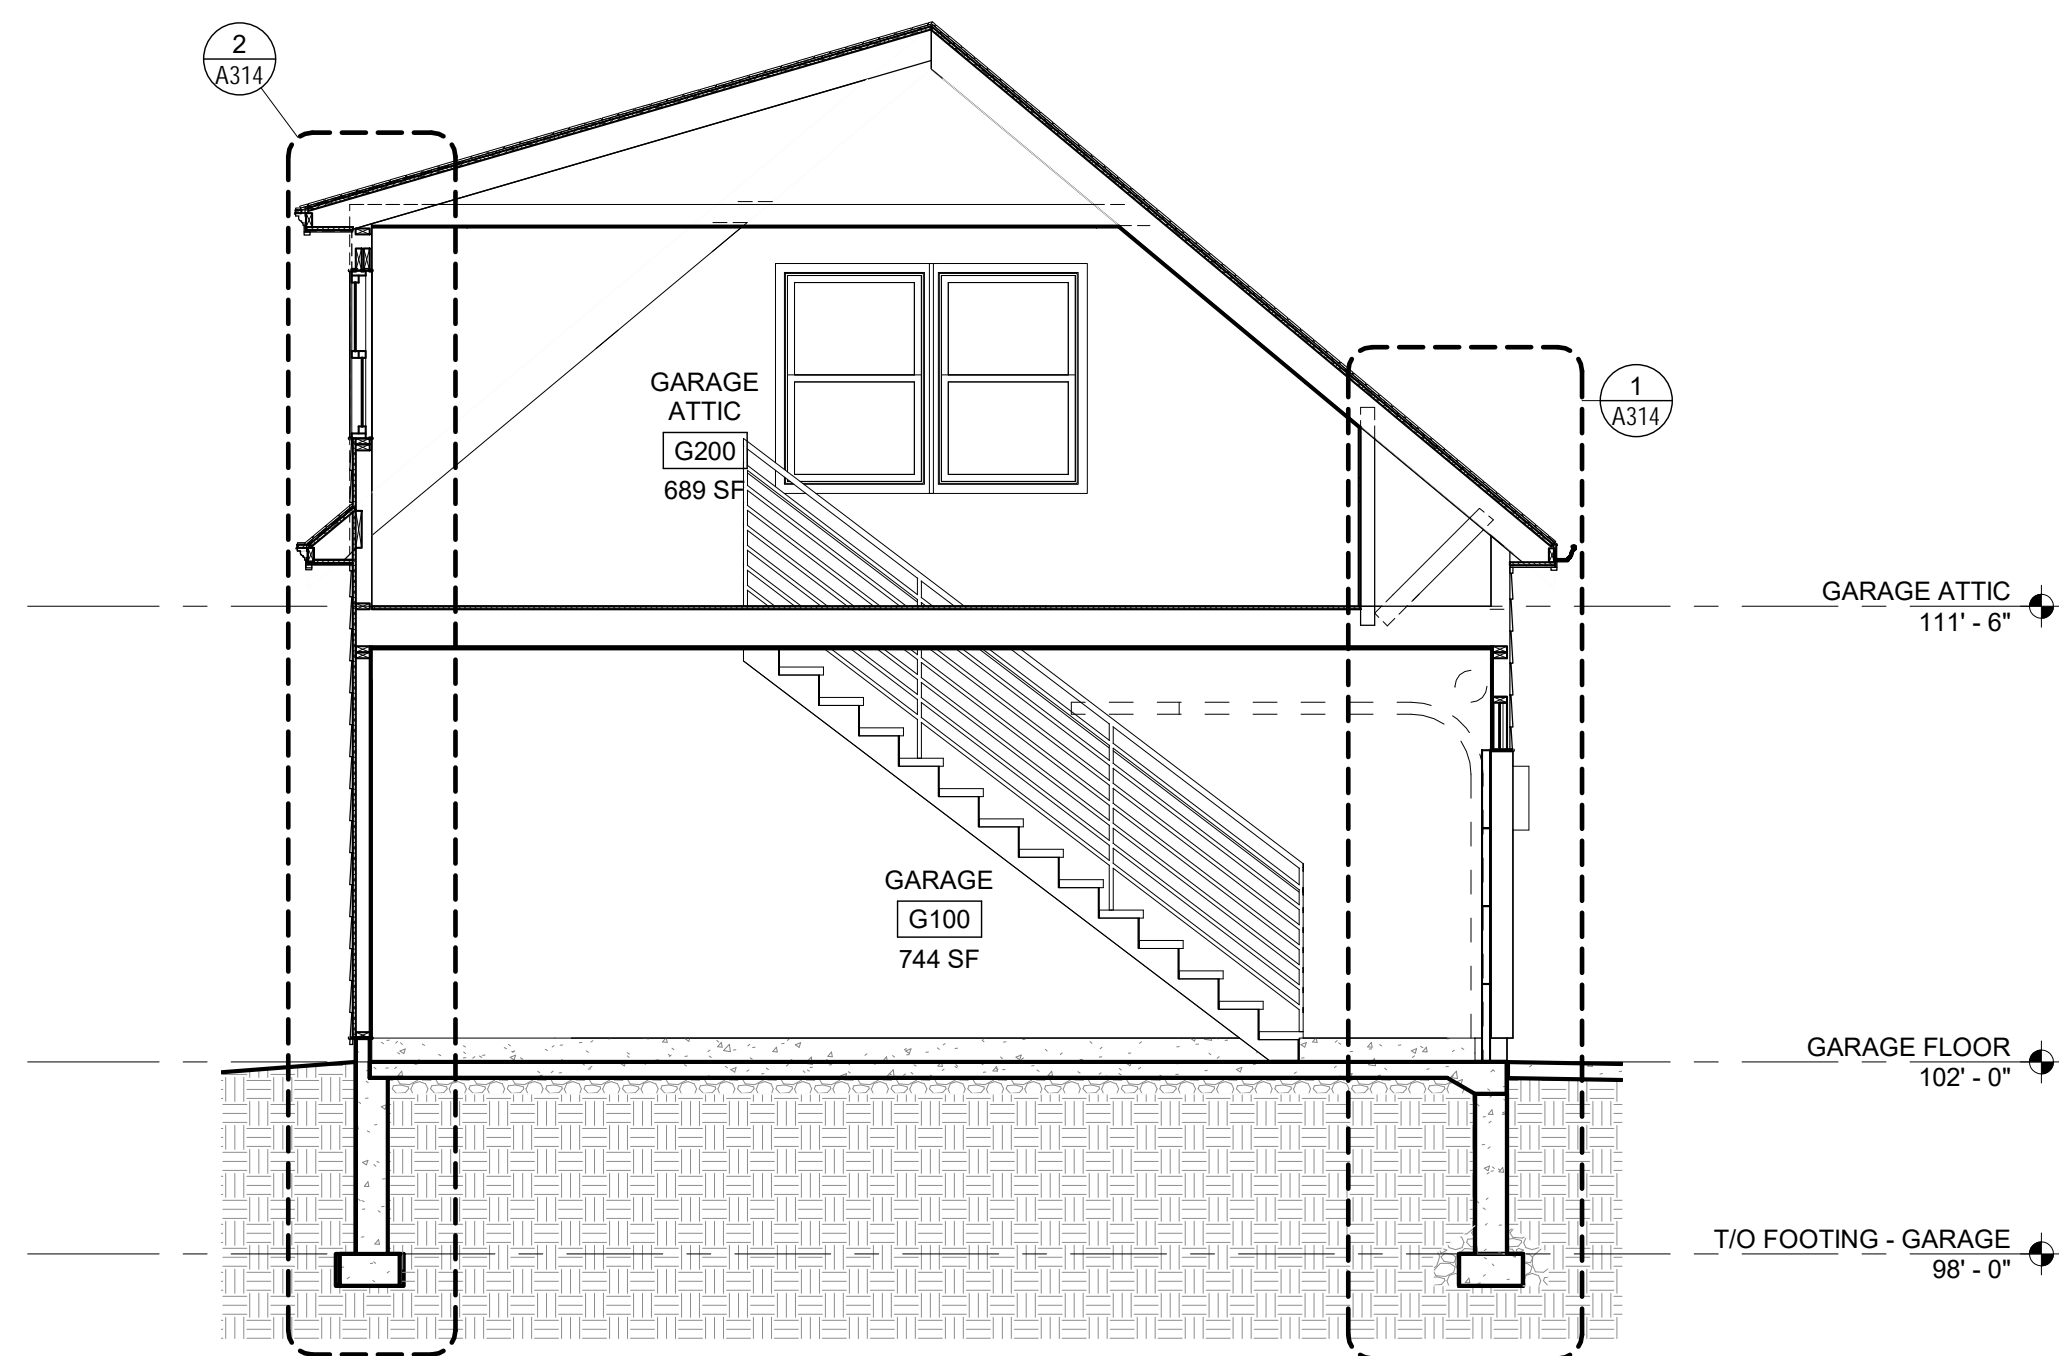 2
A314
GARAGE
ATTIC
G200
689 SF
1
A314
GARAGE ATTIC
111' - 6"
GARAGE
G100
744 SF
GARAGE FLOOR
102' - 0"
T/O FOOTING - GARAGE
98' - 0"